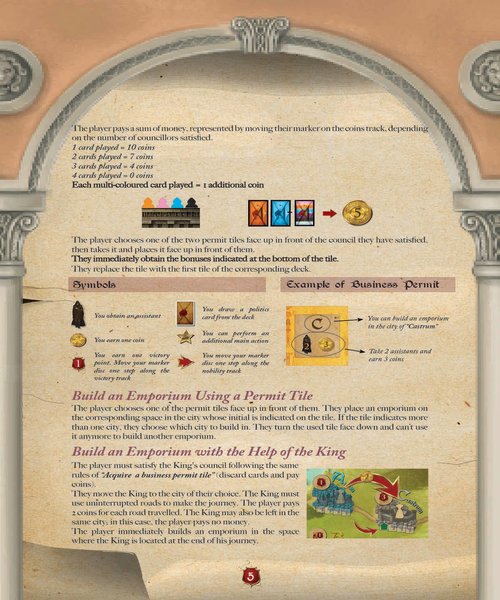 The player pays a sum of money, represented by moving their marker on the coins track, depending
on the number of councillors satisfied.
1 card played = 10 coins
2 cards played = 7 coins
3 cards played = 4 coins
4 cards played = 0 coins
Each multi-coloured card played = 1 additional coin
5
The player chooses one of the two permit tiles face up in front of the council they have satisfied,
then takes it and places it face up in front of them.
They immediately obtain the bonuses indicated at the bottom of the tile.
They replace the tile with the first tile of the corresponding deck.
Symbols
You obtain an assistant
You draw a politics
card from the deck
You earn one coin
You can perform an
additional main action
1
You earn one victory
point. Move your marker
disc one step along the
victory track
You move your marker
disc one step along the
nobility track
Example of Business Permit
C
You can build an emporium
in the city of "Castrum"
Take 2 assistants and
earn 3 coins
Build an Emporium Using a Permit Tile
The player chooses one of the permit tiles face up in front of them. They place an emporium on
the corresponding space in the city whose initial is indicated on the tile. If the tile indicates more
than one city, they choose which city to build in. They turn the used tile face down and can't use
it anymore to build another emporium.
Build an Emporium with the Help of the King
The player must satisfy the King's council following the same
rules of "Acquire a business permit tile" (discard cards and pay
coins).
They move the King to the city of their choice. The King must
use uninterrupted roads to make the journey. The player pays
2 coins for each road travelled. The King may also be left in the
same city; in this case, the player pays no money.
The player immediately builds an emporium in the space
where the King is located at the end of his journey.
5